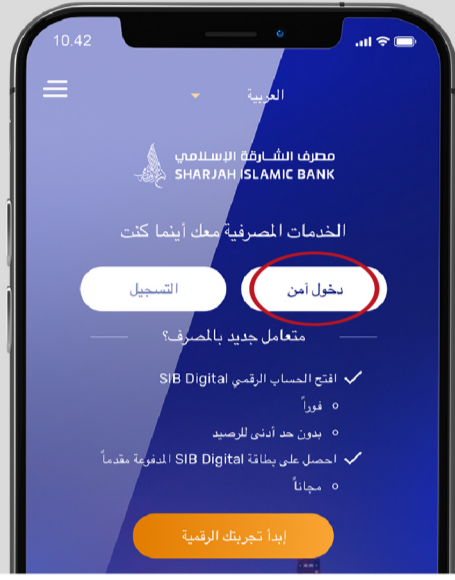 10.42
العربية
مصرف الشارقة الإسلامي
SHARJAH ISLAMIC BANK
الخدمات المصرفية معك أينما كنت
دخول آمن
التسجيل
متعامل جديد بالمصرف؟
افتح الحساب الرقمي SIB Digital
فوراً
بدون حد أدنى للرصيد
احصل على بطاقة SIB Digital المدفوعة مقدماً
مجاناً
إبدأ تجربتك الرقمية